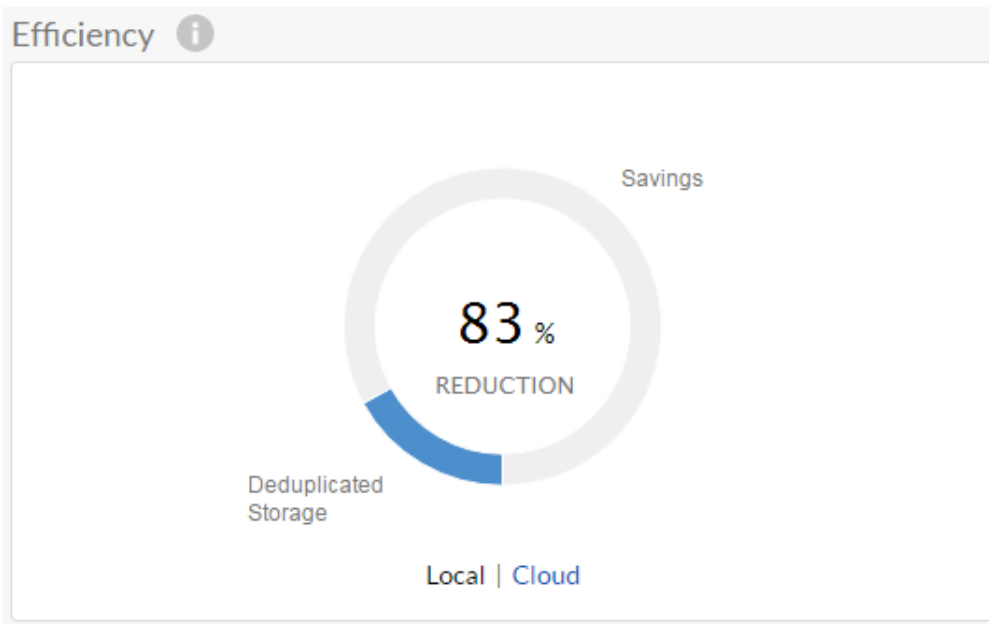 Efficiency i
Savings
83 %
REDUCTION
Deduplicated
Storage
Local | Cloud